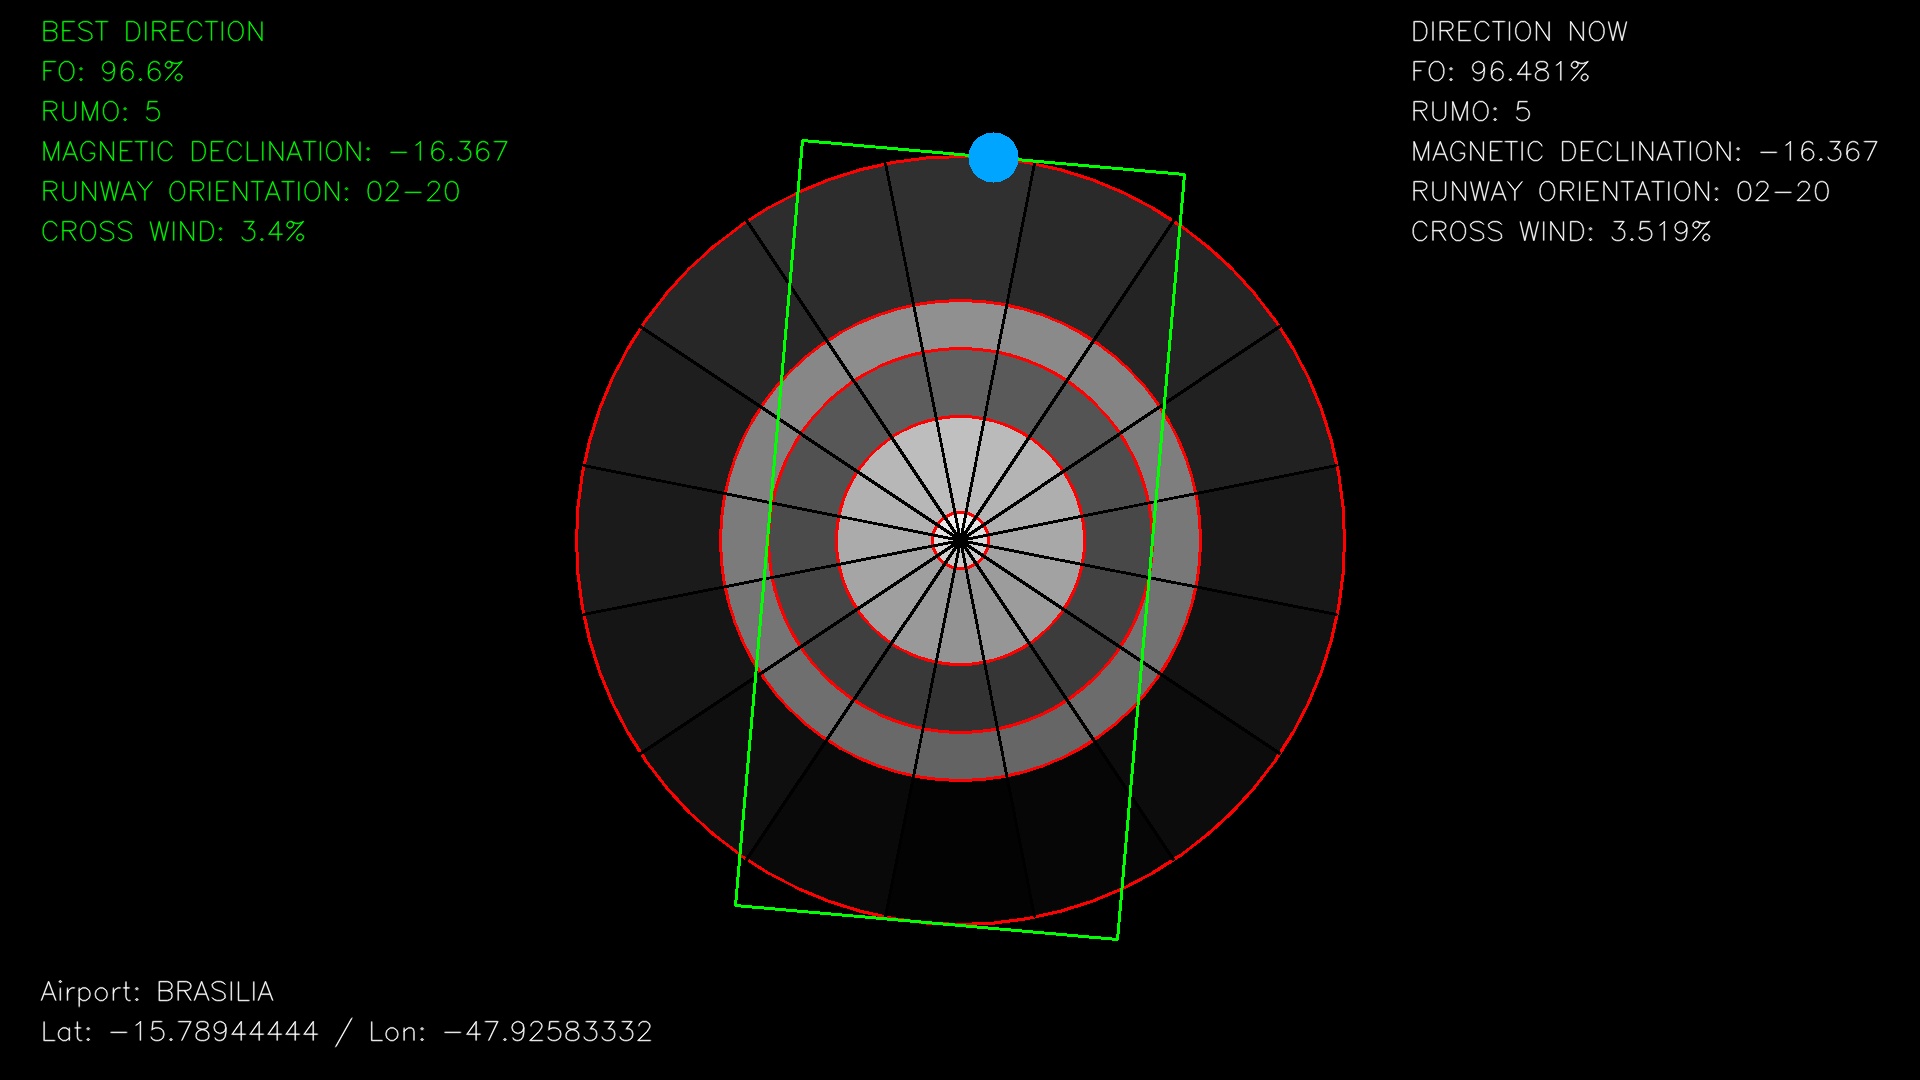 BEST DIRECTION
FO: 96.6%
RUMO: 5
MAGNETIC DECLINATION: -16.367
RUNWAY ORIENTATION: 02-20
CROSS WIND: 3.4%
DIRECTION NOW
FO: 96.481%
RUMO: 5
MAGNETIC DECLINATION: -16.367
RUNWAY ORIENTATION: 02-20
CROSS WIND: 3.519%
Airport: BRASILIA
Lat: -15.78944444 / Lon: -47.92583332